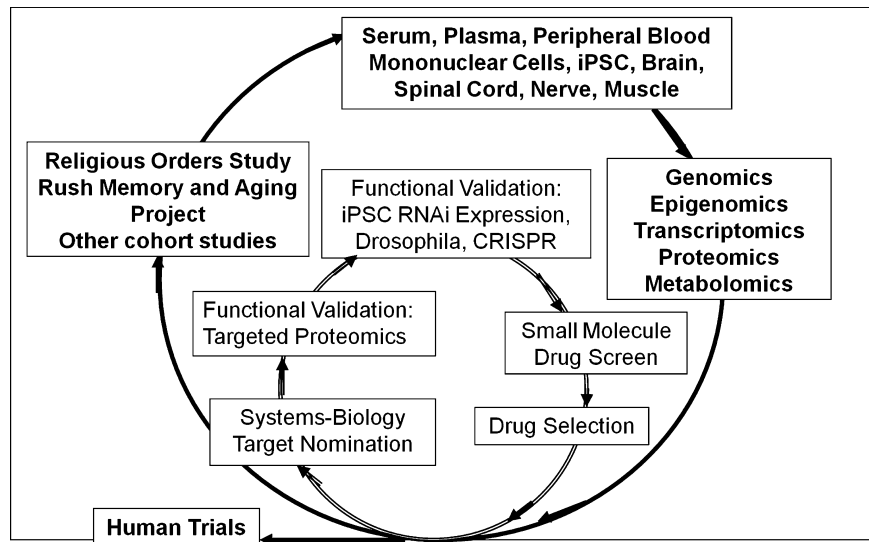 Serum, Plasma, Peripheral Blood
Mononuclear Cells, iPSC, Brain,
Spinal Cord, Nerve, Muscle
Religious Orders Study
Rush Memory and Aging
Project
Other cohort studies
Genomics
Epigenomics
Transcriptomics
Proteomics
Metabolomics
Functional Validation:
iPSC RNAi Expression,
Drosophila, CRISPR
Functional Validation:
Targeted Proteomics
Small Molecule
Drug Screen
Systems-Biology
Target Nomination
Drug Selection
Human Trials